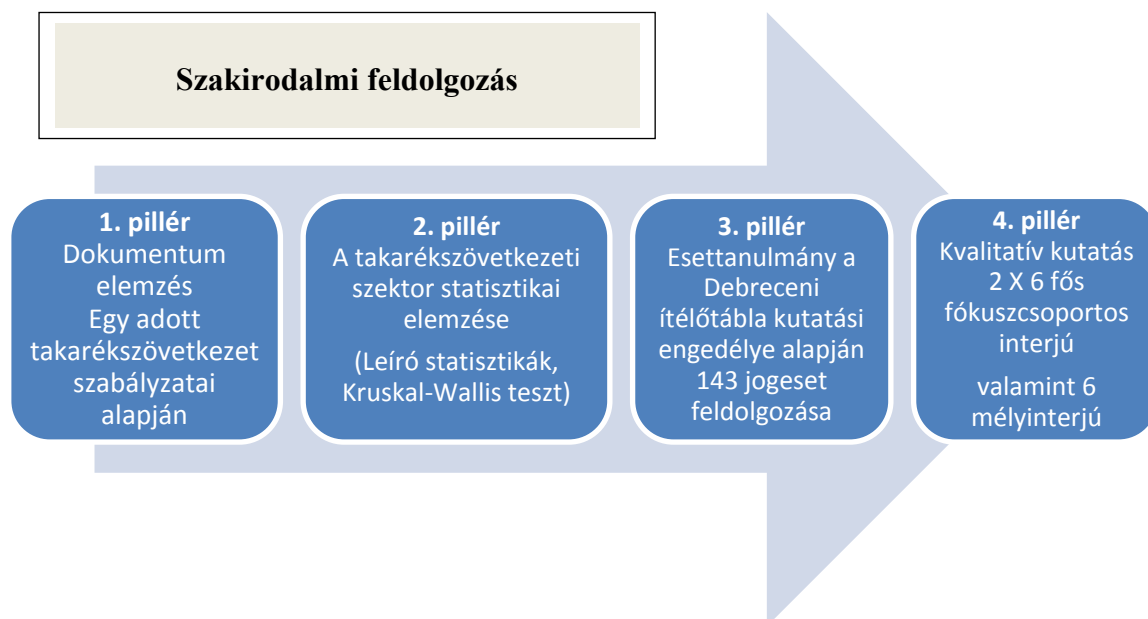 Szakirodalmi feldolgozás
1. pillér
Dokumentum
elemzés
Egy adott
takarékszövetkezet
szabályzatai
alapján
2. pillér
A takarékszövetkezeti
szektor statisztikai
elemzése
(Leíró statisztikák,
Kruskal-Wallis teszt)
3. pillér
Esettanulmány a
Debreceni
ítélőtábla kutatási
engedélye alapján
143 jogeset
feldolgozása
4. pillér
Kvalitatív kutatás
2 X 6 fős
fókuszcsoportos
interjú
valamint 6
mélyinterjú